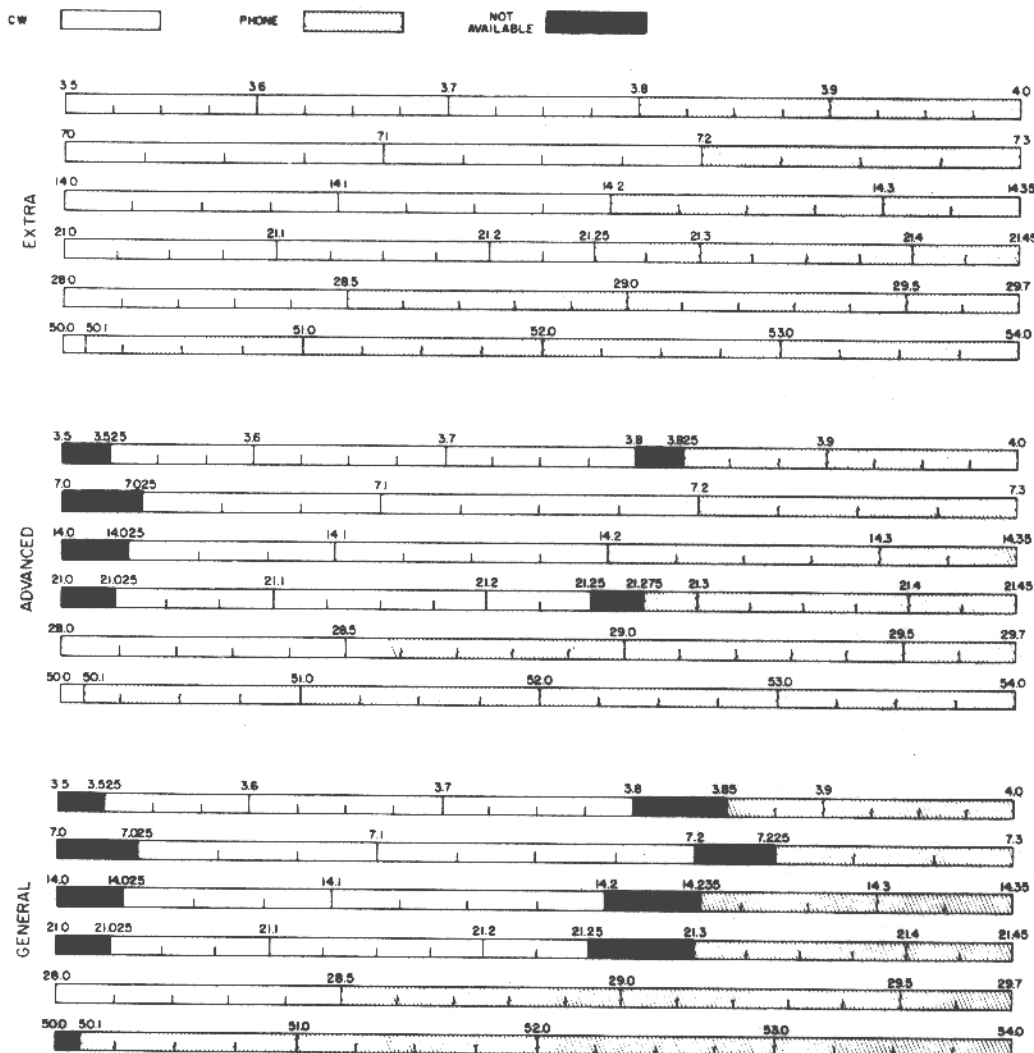 CW PHONE NOT AVAILABLE
EXTRA
3.5 3.6 3.7 3.8 3.9 4.0
7.0 7.1 7.2 7.3
14.0 14.1 14.2 14.3 14.35
21.0 21.1 21.2 21.25 21.3 21.4 21.45
28.0 28.5 29.0 29.5 29.7
50.0 50.1 51.0 52.0 53.0 54.0
ADVANCED
3.5 3.525 3.6 3.7 3.8 3.825 3.9 4.0
7.0 7.025 7.1 7.2 7.3
14.0 14.025 14.1 14.2 14.3 14.35
21.0 21.025 21.1 21.2 21.25 21.275 21.3 21.4 21.45
28.0 28.5 29.0 29.5 29.7
50.0 50.1 51.0 52.0 53.0 54.0
GENERAL
3.5 3.525 3.6 3.7 3.8 3.85 3.9 4.0
7.0 7.025 7.1 7.2 7.225 7.3
14.0 14.025 14.1 14.2 14.235 14.3 14.35
21.0 21.025 21.1 21.2 21.25 21.3 21.4 21.45
28.0 28.5 29.0 29.5 29.7
50.0 50.1 51.0 52.0 53.0 54.0